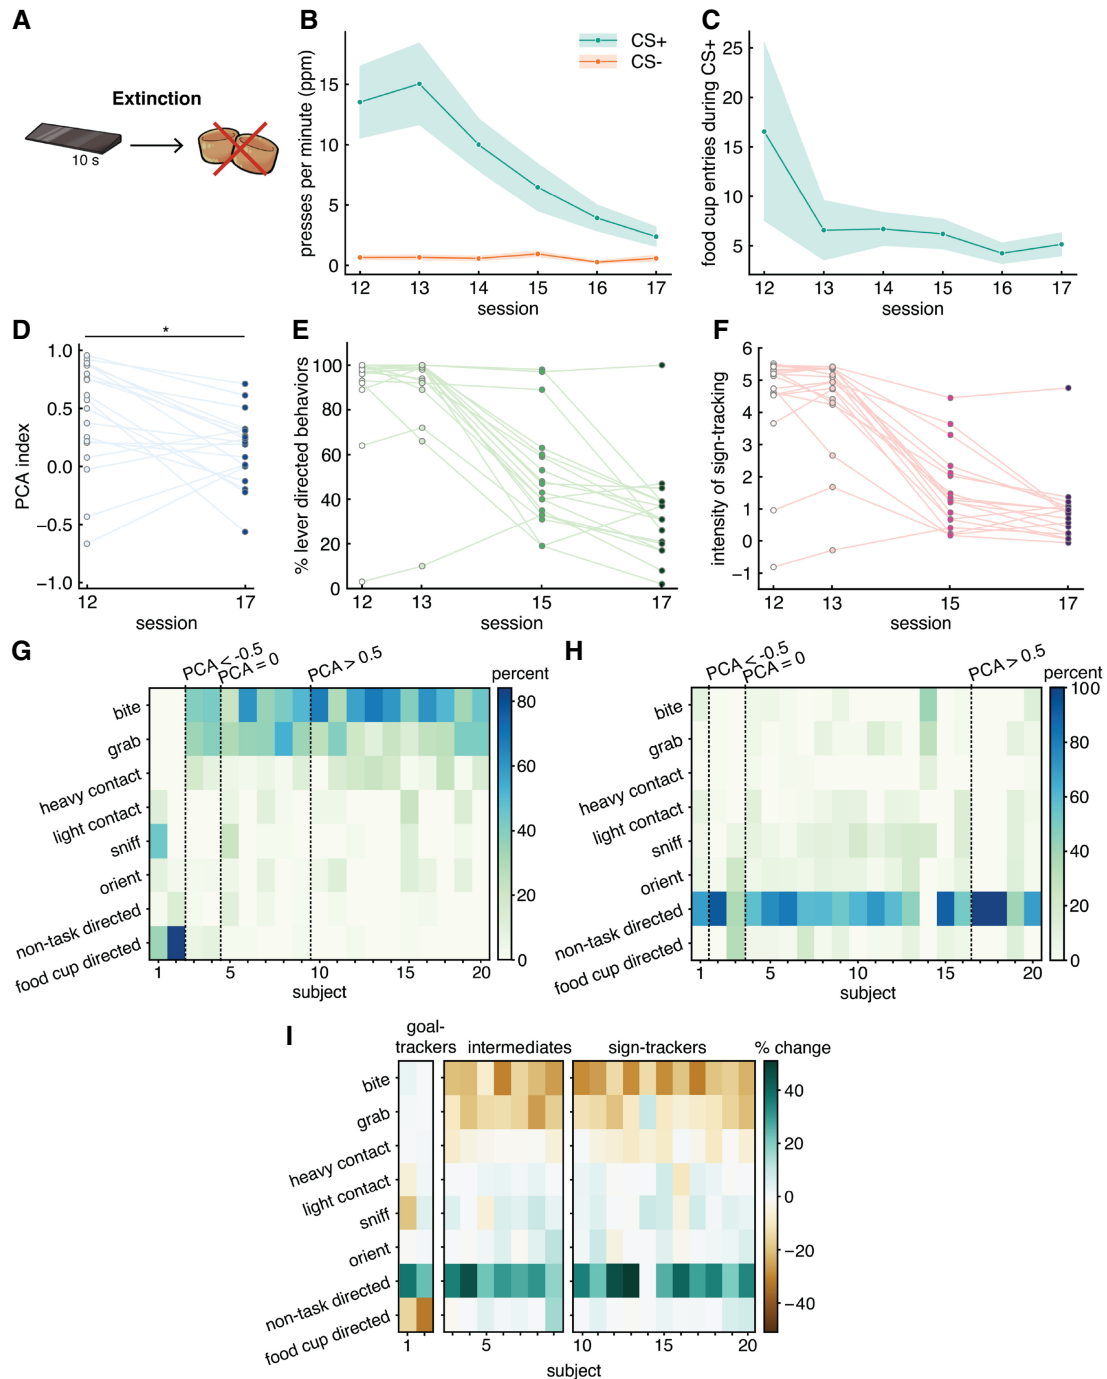 A
Extinction
10 s
B
presses per minute (ppm)
15
10
5
0
CS+
CS-
12 13 14 15 16 17
session
C
food cup entries during CS+
25
20
15
10
5
12 13 14 15 16 17
session
D
*
PCA index
1.0
0.5
0.0
−0.5
−1.0
12 17
session
E
% lever directed behaviors
100
80
60
40
20
0
12 13 15 17
session
F
intensity of sign-tracking
6
5
4
3
2
1
0
−1
12 13 15 17
session
G
PCA < -0.5
PCA = 0
PCA > 0.5
percent
bite
grab
heavy contact
light contact
sniff
orient
non-task directed
food cup directed
80
60
40
20
0
1 5 10 15 20
subject
H
PCA < -0.5
PCA = 0
PCA > 0.5
percent
bite
grab
heavy contact
light contact
sniff
orient
non-task directed
food cup directed
100
80
60
40
20
0
1 5 10 15 20
subject
I
goal-
trackers intermediates sign-trackers % change
bite
grab
heavy contact
light contact
sniff
orient
non-task directed
food cup directed
40
20
0
−20
−40
1 5 10 15 20
subject